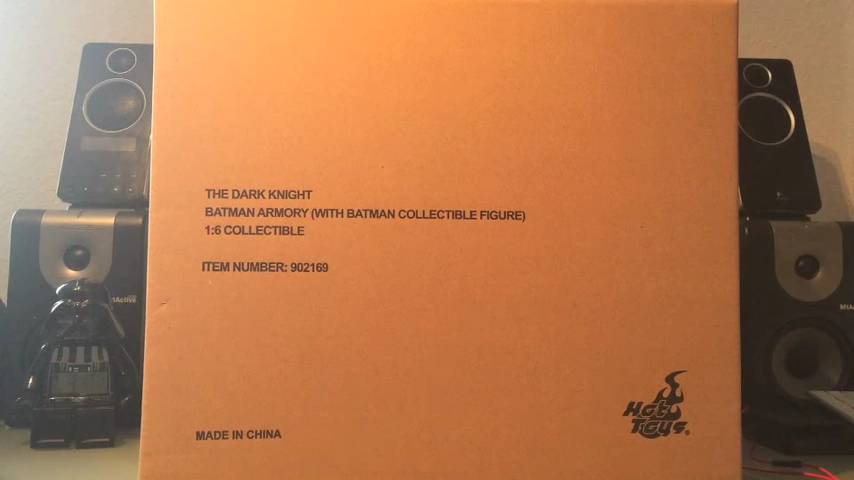 THE DARK KNIGHT
BATMAN ARMORY (WITH BATMAN COLLECTIBLE FIGURE)
1:6 COLLECTIBLE
ITEM NUMBER: 902169
MADE IN CHINA
Hot
Toys
M1Active